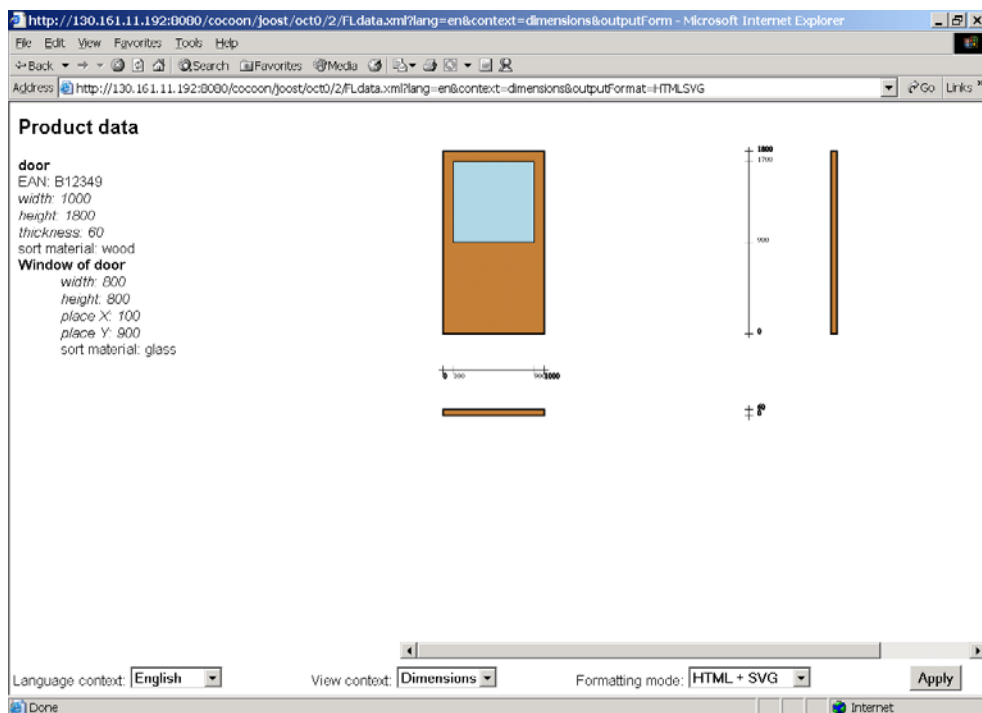 http://130.161.11.192:8080/cocoon/joost/oct0/2/FLdata.xml?lang=en&context=dimensions&outputForm - Microsoft Internet Explorer
File Edit View Favorites Tools Help
Back Search Favorites Media
Address http://130.161.11.192:8080/cocoon/joost/oct0/2/FLdata.xml?lang=en&context=dimensions&outputFormat=HTMLSVG Go Links
Product data
door
EAN: B12349
width: 1000
height: 1800
thickness: 60
sort material: wood
Window of door
width: 800
height: 800
place X: 100
place Y: 900
sort material: glass
1800
1700
900
0
0 100 900 1000
Language context: English View context: Dimensions Formatting mode: HTML + SVG Apply
Done Internet